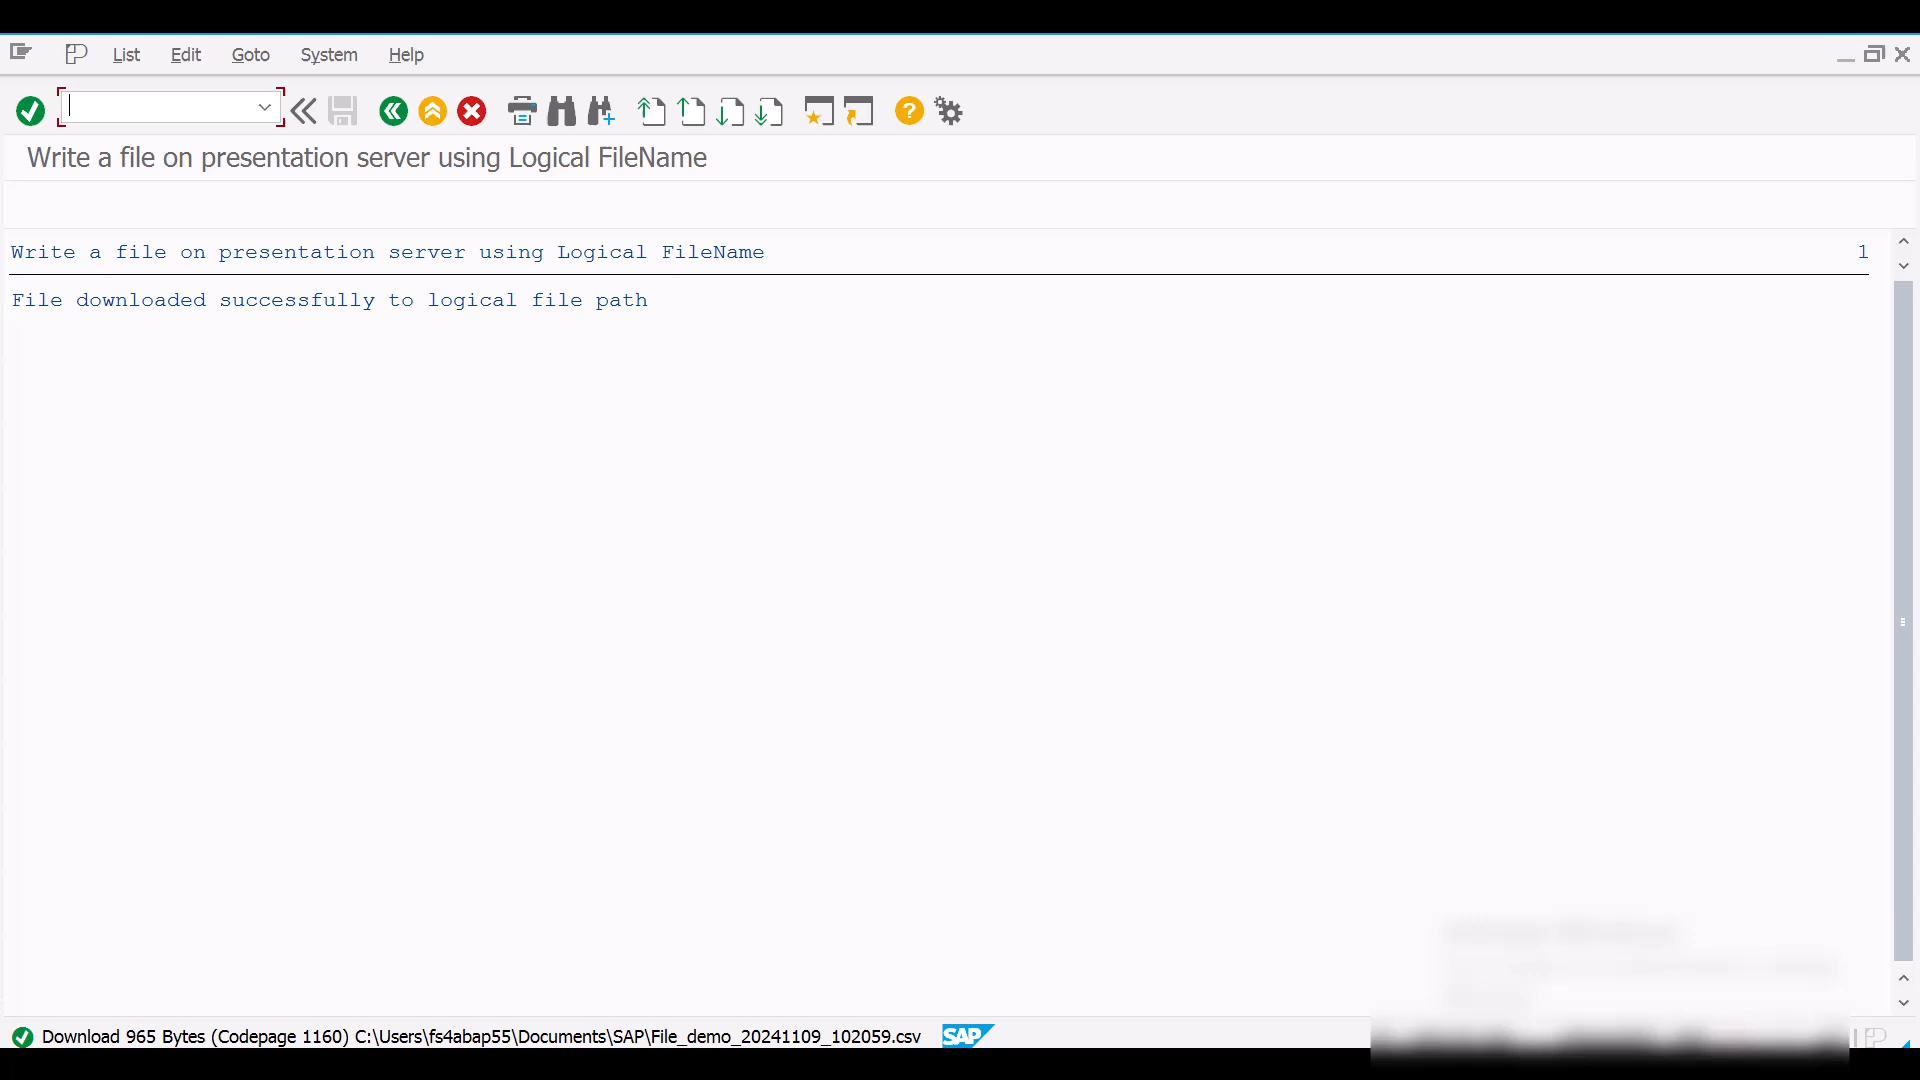 List Edit Goto System Help
Write a file on presentation server using Logical FileName
Write a file on presentation server using Logical FileName 1
File downloaded successfully to logical file path
Download 965 Bytes (Codepage 1160) C:\Users\fs4abap55\Documents\SAP\File_demo_20241109_102059.csv SAP